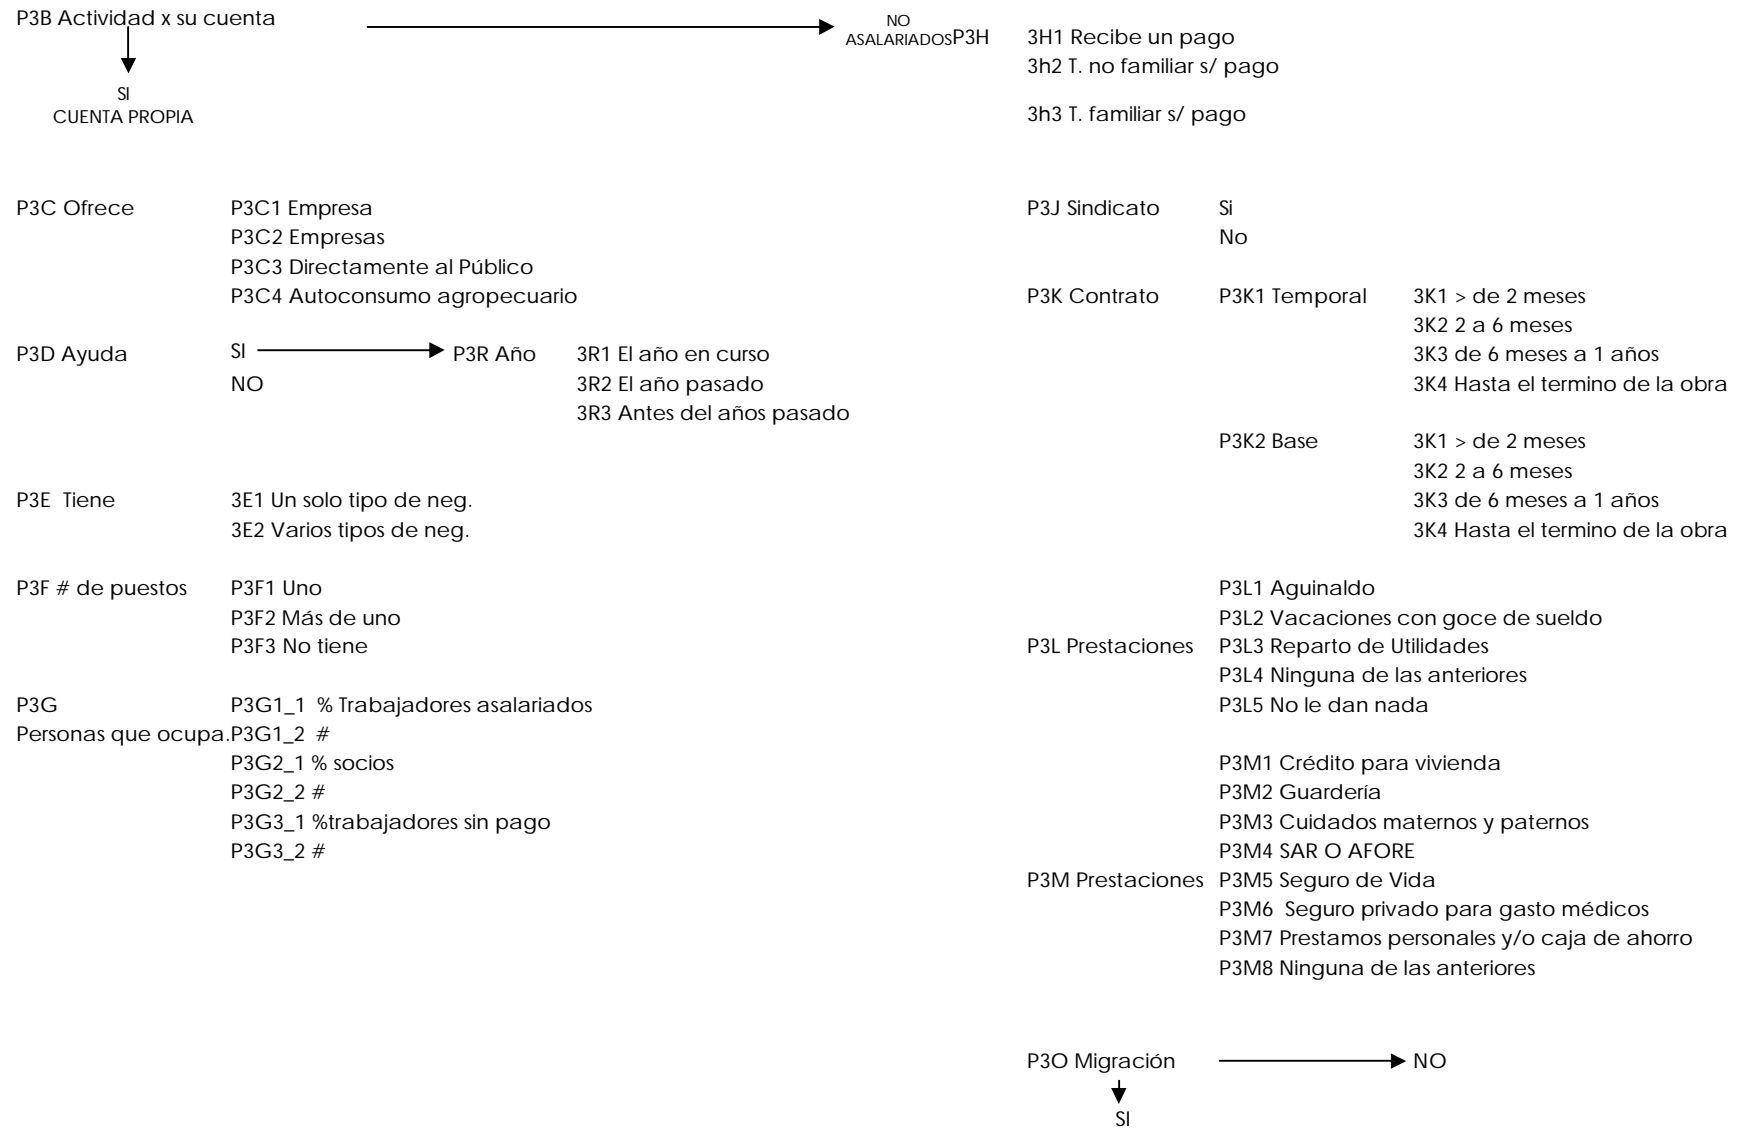 P3B Actividad x su cuenta
SI
CUENTA PROPIA
NO
ASALARIADOS P3H
3H1 Recibe un pago
3h2 T. no familiar s/ pago
3h3 T. familiar s/ pago
P3C Ofrece P3C1 Empresa
P3C2 Empresas
P3C3 Directamente al Público
P3C4 Autoconsumo agropecuario
P3D Ayuda SI P3R Año 3R1 El año en curso
NO 3R2 El año pasado
3R3 Antes del años pasado
P3E Tiene 3E1 Un solo tipo de neg.
3E2 Varios tipos de neg.
P3F # de puestos P3F1 Uno
P3F2 Más de uno
P3F3 No tiene
P3G P3G1_1 % Trabajadores asalariados
Personas que ocupa. P3G1_2 #
P3G2_1 % socios
P3G2_2 #
P3G3_1 %trabajadores sin pago
P3G3_2 #
P3J Sindicato Si
No
P3K Contrato P3K1 Temporal 3K1 > de 2 meses
3K2 2 a 6 meses
3K3 de 6 meses a 1 años
3K4 Hasta el termino de la obra
P3K2 Base 3K1 > de 2 meses
3K2 2 a 6 meses
3K3 de 6 meses a 1 años
3K4 Hasta el termino de la obra
P3L1 Aguinaldo
P3L2 Vacaciones con goce de sueldo
P3L Prestaciones P3L3 Reparto de Utilidades
P3L4 Ninguna de las anteriores
P3L5 No le dan nada
P3M1 Crédito para vivienda
P3M2 Guardería
P3M3 Cuidados maternos y paternos
P3M4 SAR O AFORE
P3M Prestaciones P3M5 Seguro de Vida
P3M6 Seguro privado para gasto médicos
P3M7 Prestamos personales y/o caja de ahorro
P3M8 Ninguna de las anteriores
P3O Migración NO
SI